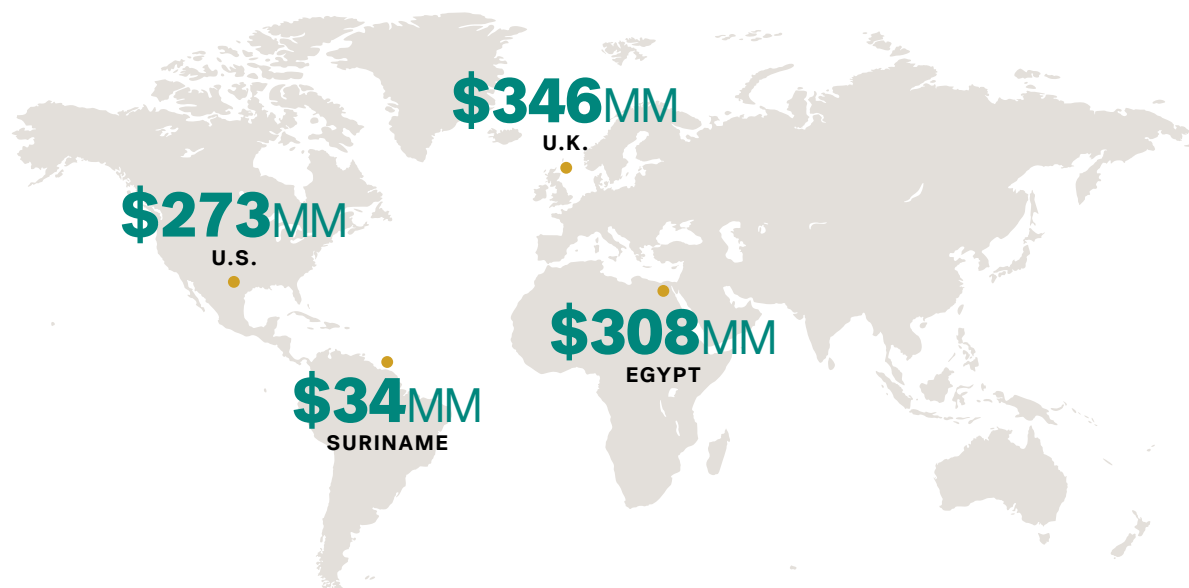 $346MM
U.K.
$273MM
U.S.
$308MM
EGYPT
$34MM
SURINAME